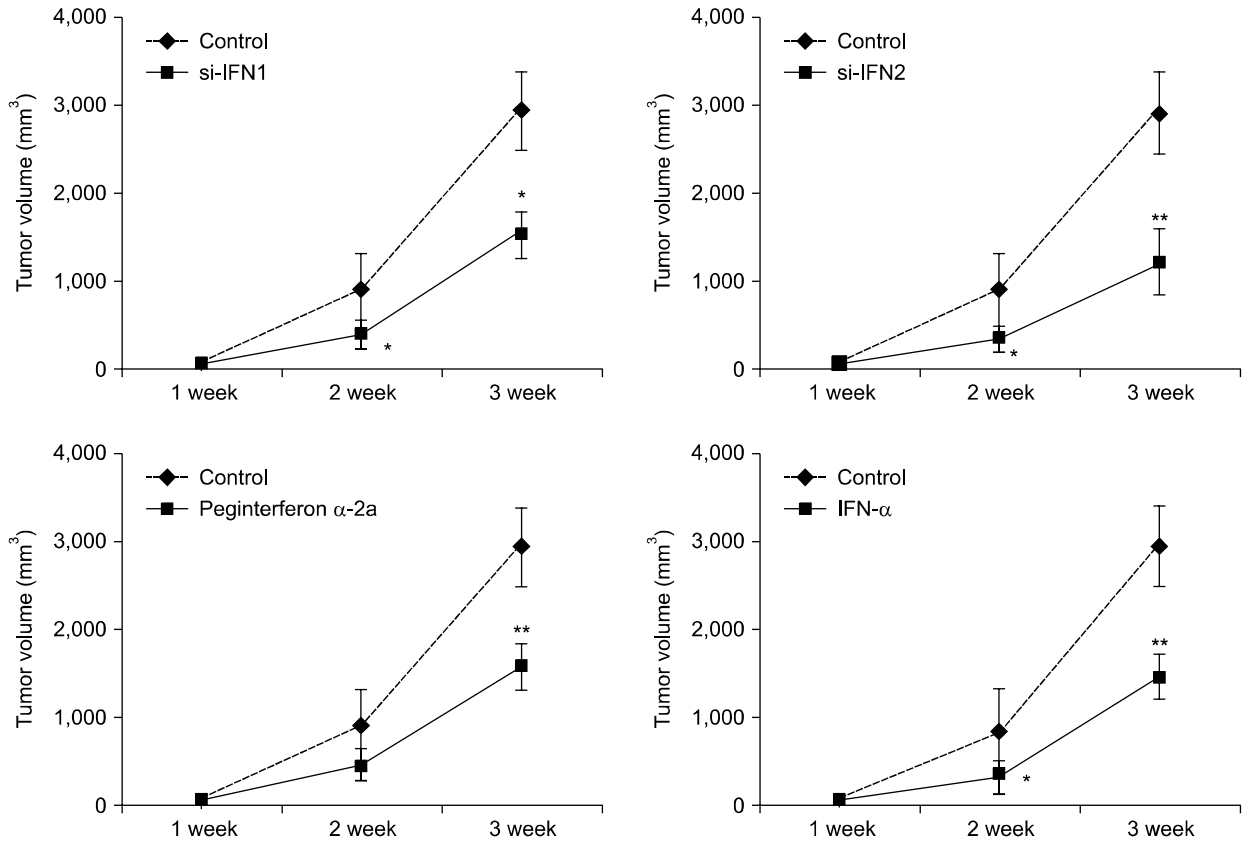 4,000
3,000
2,000
1,000
0
Tumor volume (mm³)
Control
si-IFN1
*
*
1 week 2 week 3 week
4,000
3,000
2,000
1,000
0
Tumor volume (mm³)
Control
si-IFN2
**
*
1 week 2 week 3 week
4,000
3,000
2,000
1,000
0
Tumor volume (mm³)
Control
Peginterferon α-2a
**
1 week 2 week 3 week
4,000
3,000
2,000
1,000
0
Tumor volume (mm³)
Control
IFN-α
**
*
1 week 2 week 3 week